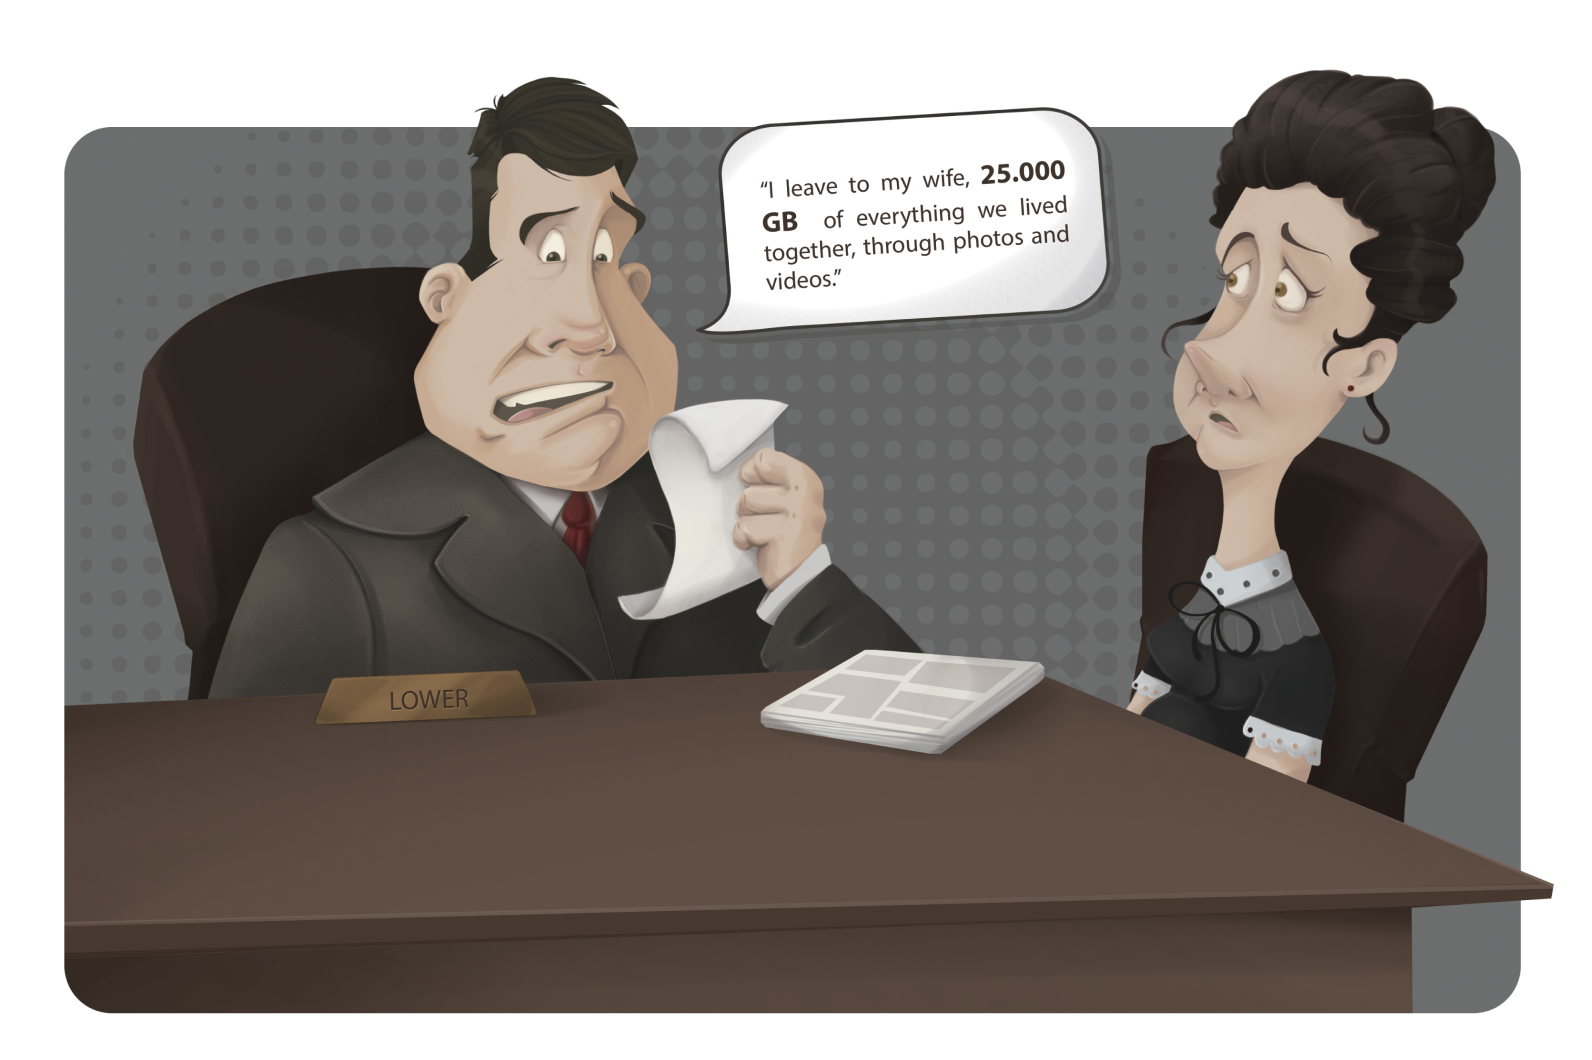 “I leave to my wife, 25.000
GB of everything we lived
together, through photos and
videos.”
LOWER